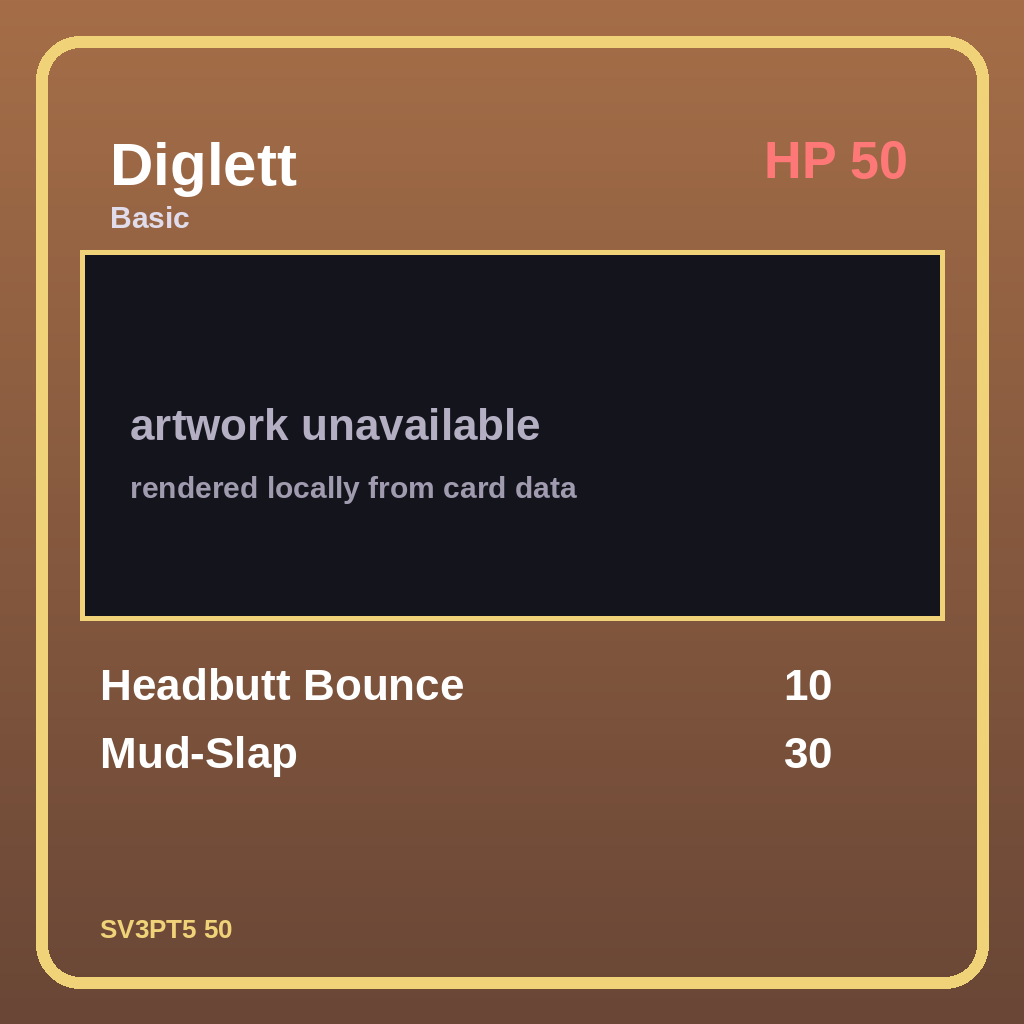 Diglett
HP 50
Basic
artwork unavailable
rendered locally from card data
Headbutt Bounce 10
Mud-Slap 30
SV3PT5 50